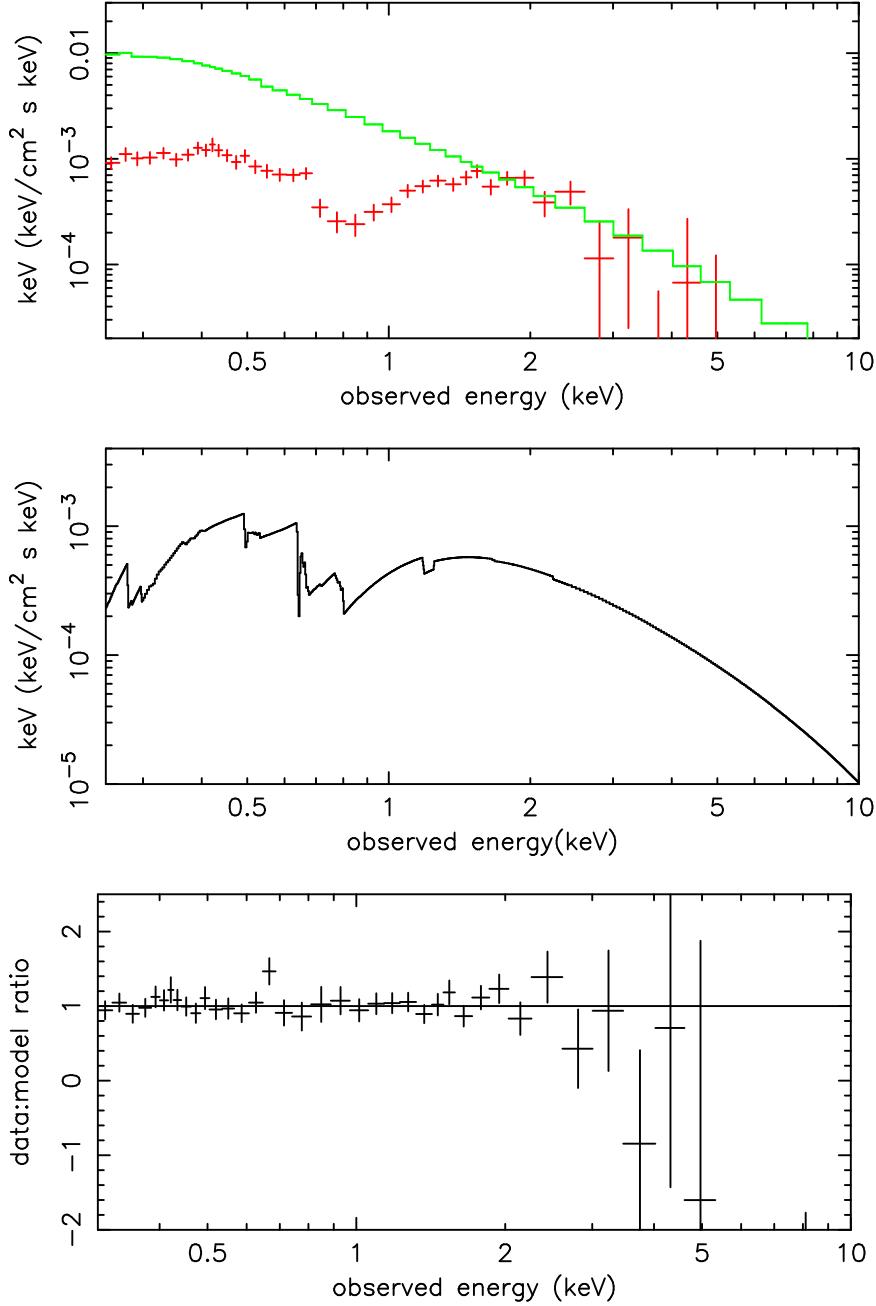 keV (keV/cm² s keV)
0.01
10⁻³
10⁻⁴
0.5 1 2 5 10
observed energy (keV)
keV (keV/cm² s keV)
10⁻³
10⁻⁴
10⁻⁵
0.5 1 2 5 10
observed energy(keV)
data:model ratio
2
1
0
−1
−2
0.5 1 2 5 10
observed energy (keV)